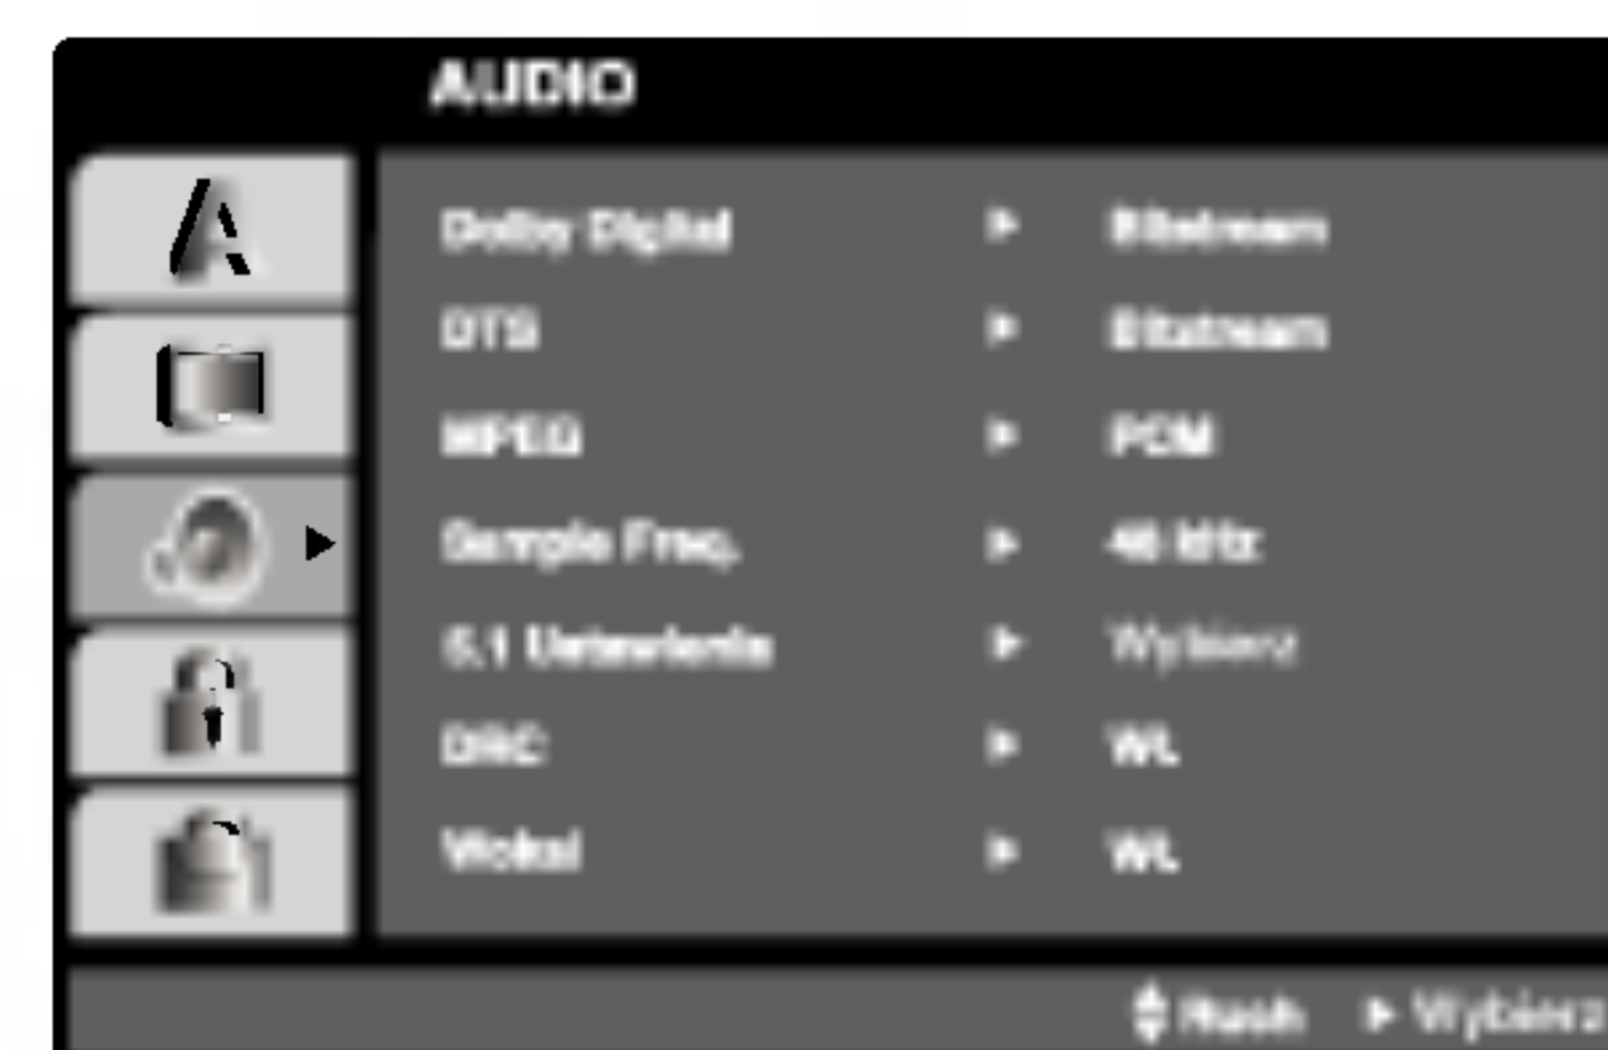 AUDIO
Dolby Digital Bitstream
DTS Bitstream
MPEG PCM
Sample Freq. 48 kHz
5.1 Ustawienie Wybierz
DRC WŁ.
Wokal WŁ.
Ruch Wybierz